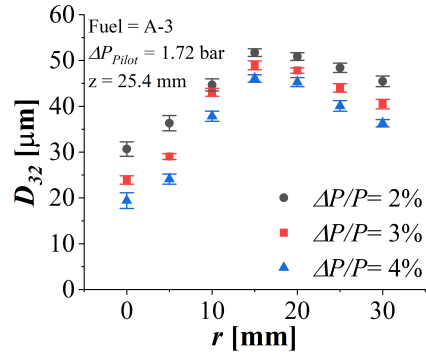 Fuel = A-3
ΔP_Pilot = 1.72 bar
z = 25.4 mm
60
50
40
30
20
10
0
D_32 [μm]
ΔP/P= 2%
ΔP/P= 3%
ΔP/P= 4%
0 10 20 30
r [mm]